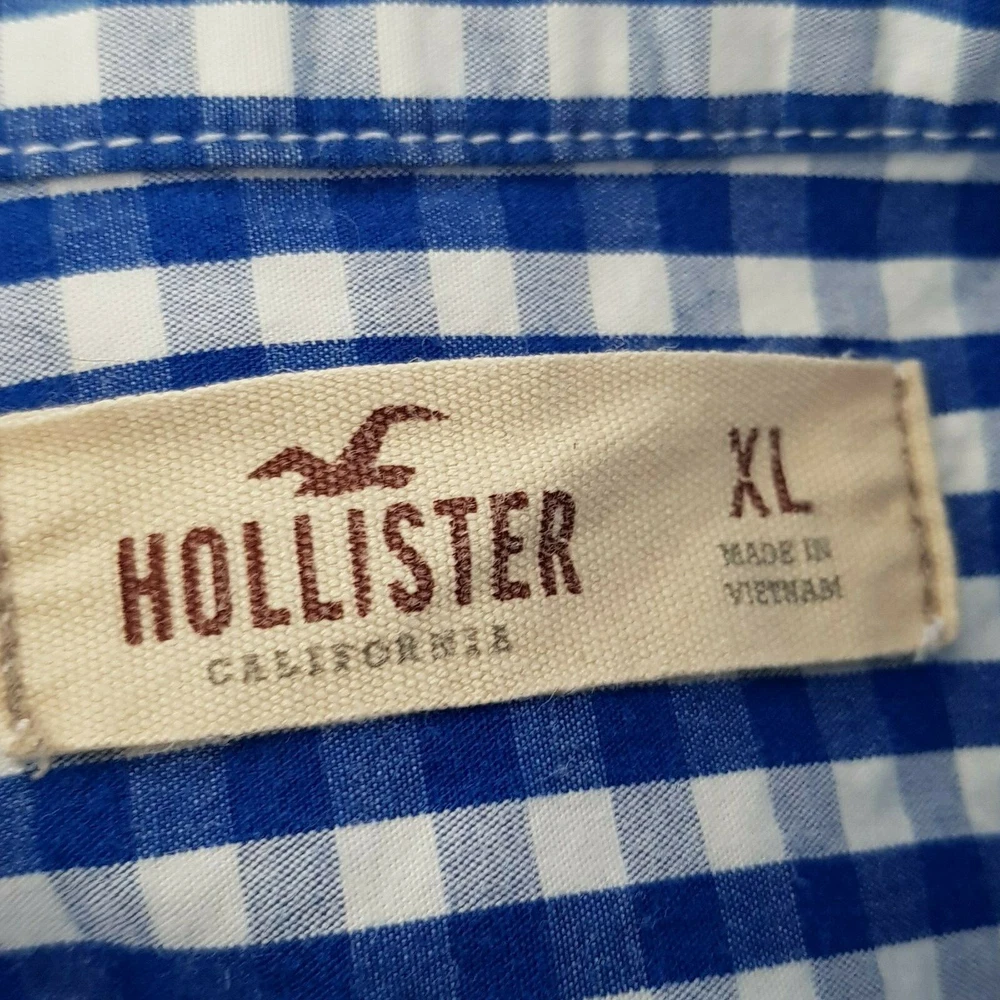 HOLLISTER
CALIFORNIA
XL
MADE IN
VIETNAM